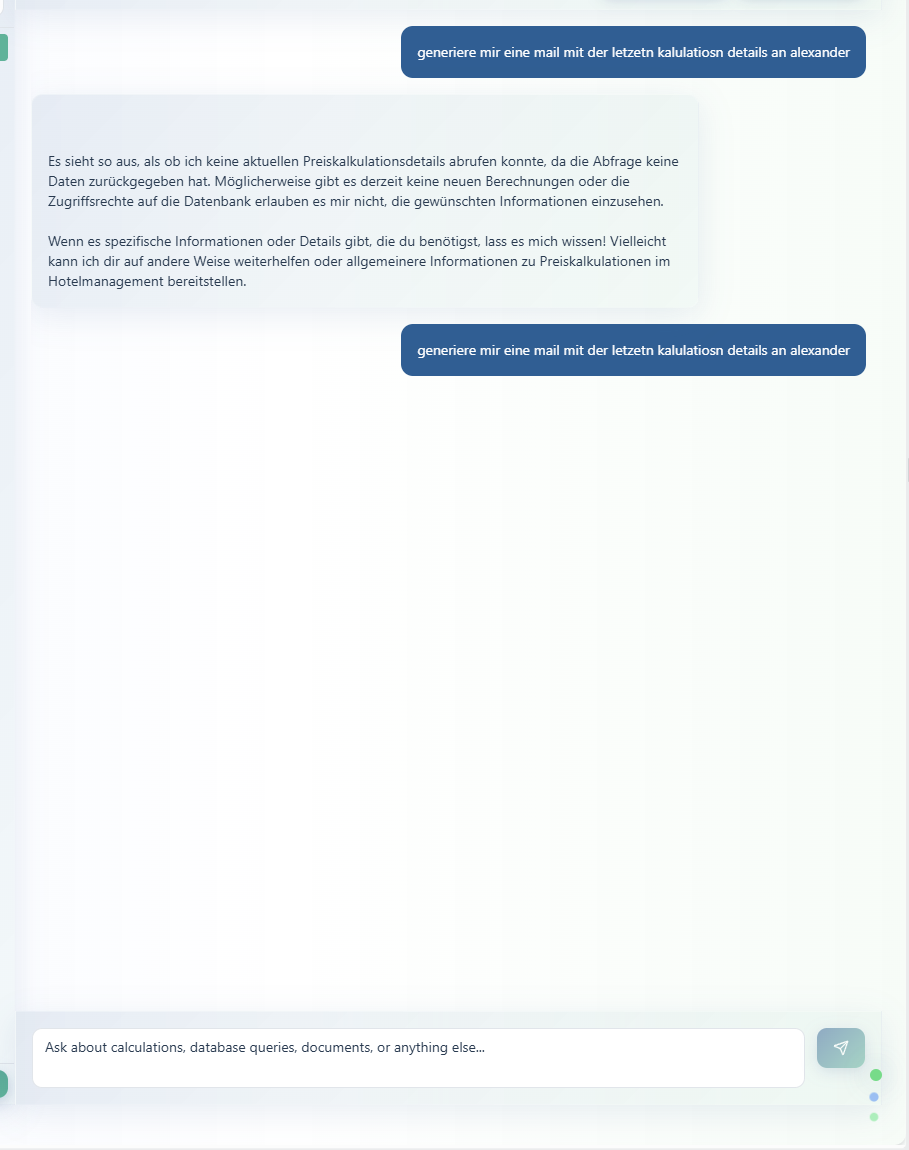 generiere mir eine mail mit der letzetn kalulatiosn details an alexander
Es sieht so aus, als ob ich keine aktuellen Preiskalkulationsdetails abrufen konnte, da die Abfrage keine
Daten zurückgegeben hat. Möglicherweise gibt es derzeit keine neuen Berechnungen oder die
Zugriffsrechte auf die Datenbank erlauben es mir nicht, die gewünschten Informationen einzusehen.
Wenn es spezifische Informationen oder Details gibt, die du benötigst, lass es mich wissen! Vielleicht
kann ich dir auf andere Weise weiterhelfen oder allgemeinere Informationen zu Preiskalkulationen im
Hotelmanagement bereitstellen.
generiere mir eine mail mit der letzetn kalulatiosn details an alexander
Ask about calculations, database queries, documents, or anything else...